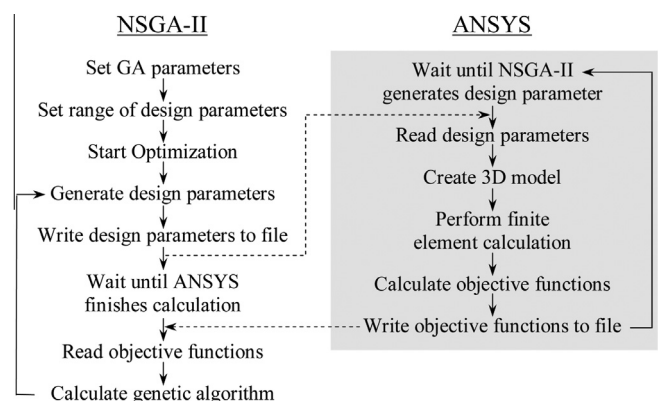 NSGA-II
Set GA parameters
Set range of design parameters
Start Optimization
Generate design parameters
Write design parameters to file
Wait until ANSYS
finishes calculation
Read objective functions
Calculate genetic algorithm
ANSYS
Wait until NSGA-II
generates design parameter
Read design parameters
Create 3D model
Perform finite
element calculation
Calculate objective functions
Write objective functions to file